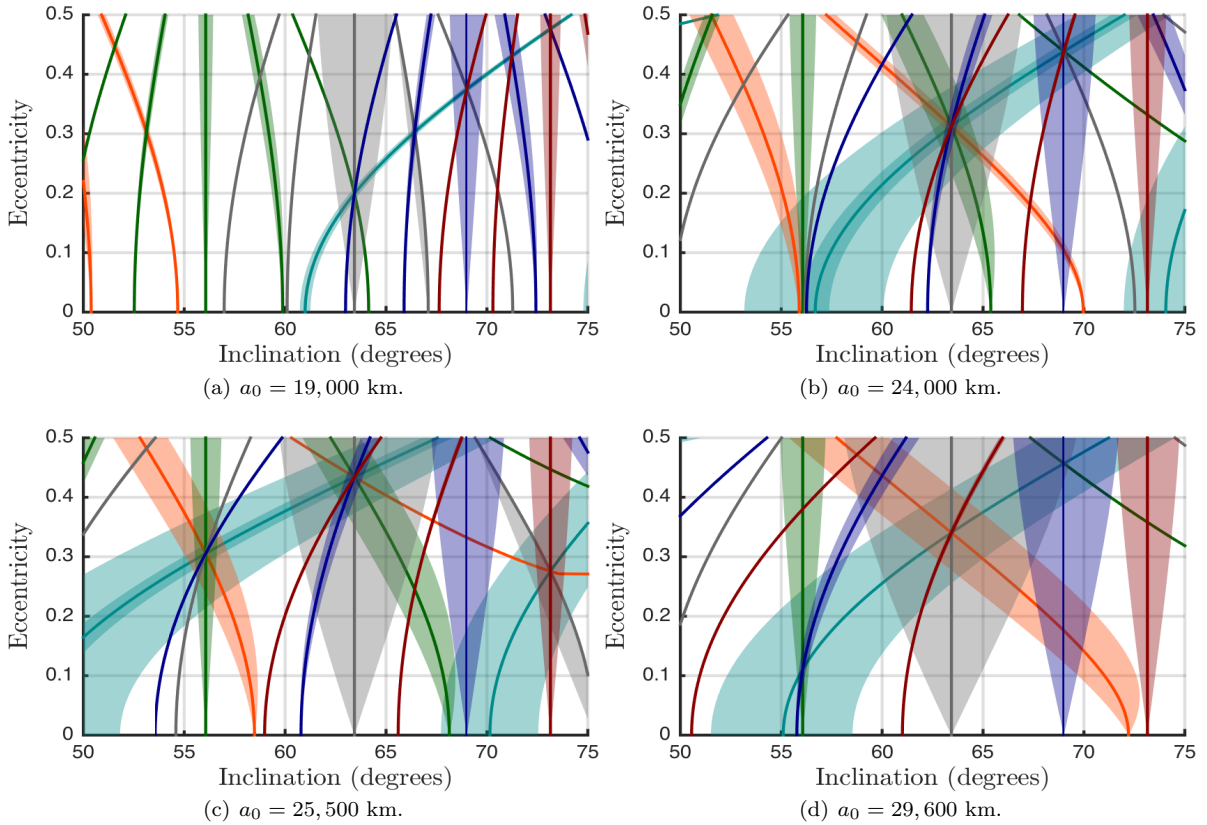 0.5
0.4
0.3
0.2
0.1
0
50 55 60 65 70 75
Eccentricity
Inclination (degrees)
(a) a₀ = 19,000 km.
0.5
0.4
0.3
0.2
0.1
0
50 55 60 65 70 75
Eccentricity
Inclination (degrees)
(b) a₀ = 24,000 km.
0.5
0.4
0.3
0.2
0.1
0
50 55 60 65 70 75
Eccentricity
Inclination (degrees)
(c) a₀ = 25,500 km.
0.5
0.4
0.3
0.2
0.1
0
50 55 60 65 70 75
Eccentricity
Inclination (degrees)
(d) a₀ = 29,600 km.